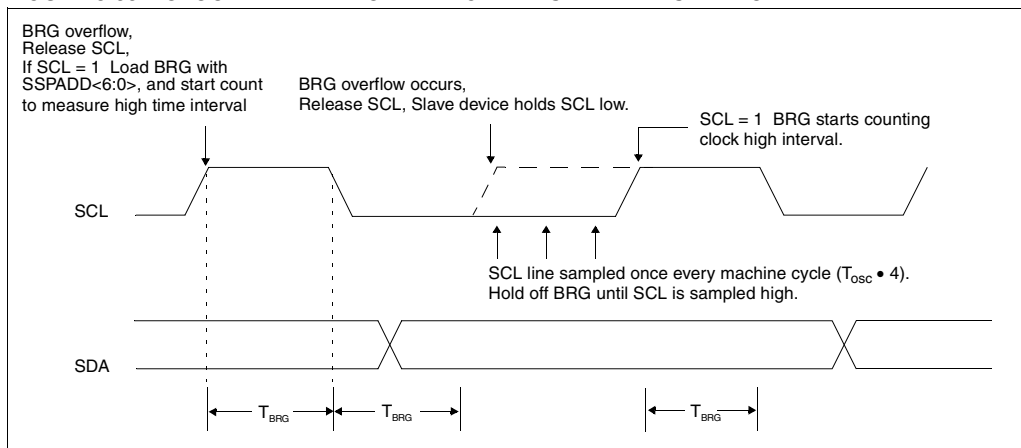 BRG overflow,
Release SCL,
If SCL = 1 Load BRG with
SSPADD<6:0>, and start count
to measure high time interval
BRG overflow occurs,
Release SCL, Slave device holds SCL low.
SCL = 1 BRG starts counting
clock high interval.
SCL
SCL line sampled once every machine cycle (Tosc • 4).
Hold off BRG until SCL is sampled high.
SDA
TBRG TBRG TBRG